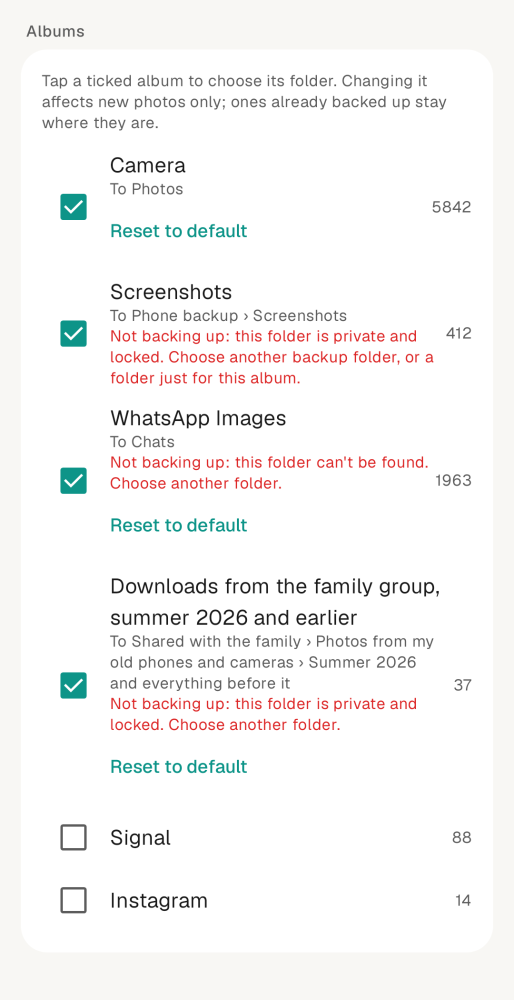 Albums
Tap a ticked album to choose its folder. Changing it
affects new photos only; ones already backed up stay
where they are.
Camera
To Photos
5842
Reset to default
Screenshots
To Phone backup › Screenshots
Not backing up: this folder is private and
locked. Choose another backup folder, or a
folder just for this album.
412
WhatsApp Images
To Chats
Not backing up: this folder can't be found.
Choose another folder.
1963
Reset to default
Downloads from the family group,
summer 2026 and earlier
To Shared with the family › Photos from my
old phones and cameras › Summer 2026
and everything before it
Not backing up: this folder is private and
locked. Choose another folder.
37
Reset to default
Signal
88
Instagram
14